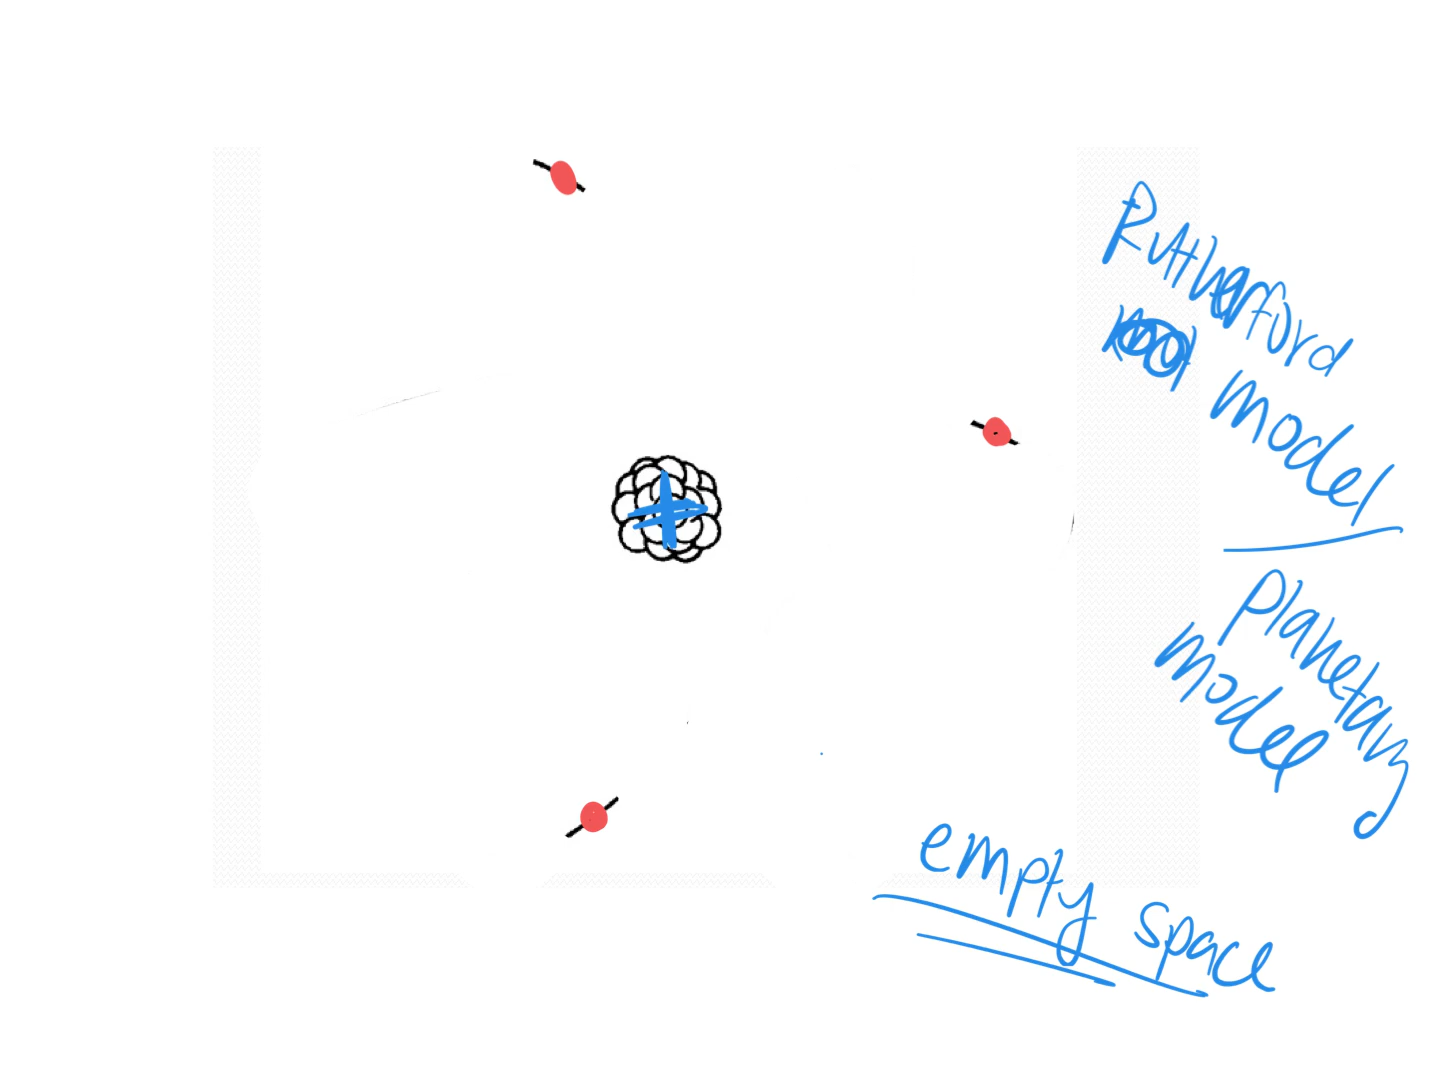 Rutherford
model
planetary
model
empty space